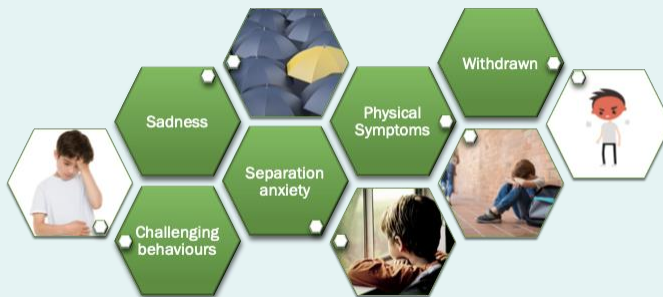 Withdrawn
Sadness
Physical
Symptoms
Separation
anxiety
Challenging
behaviours